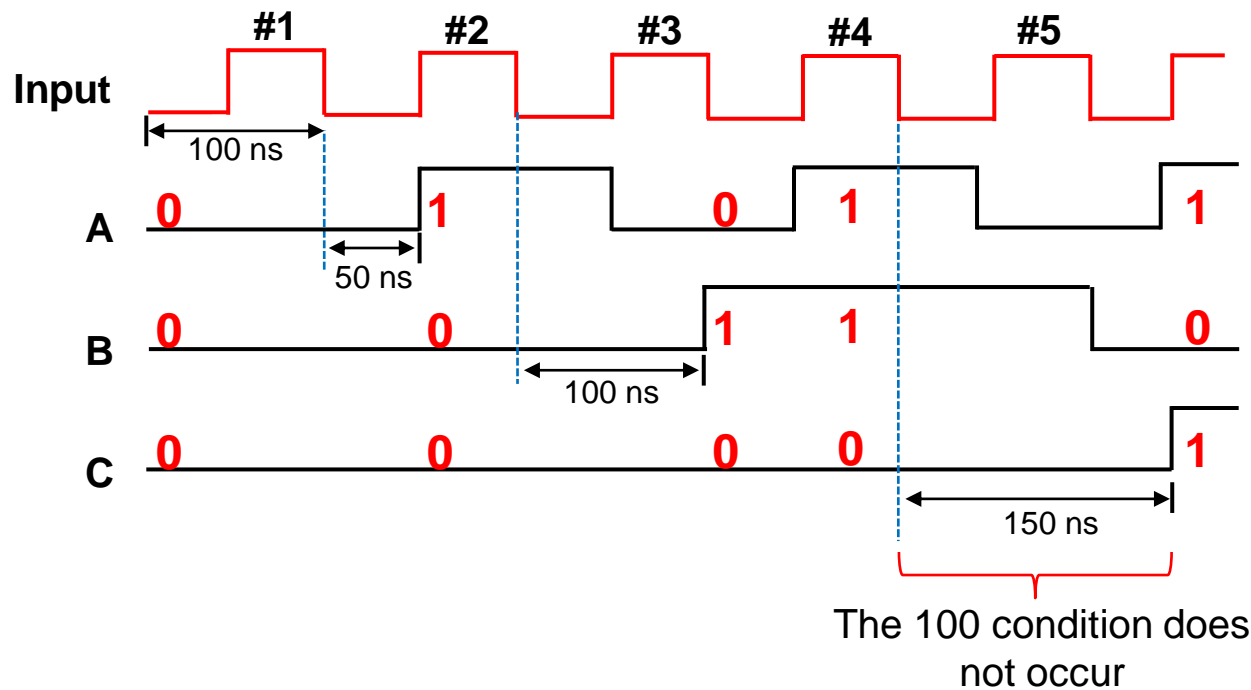 #1 #2 #3 #4 #5
Input
100 ns
0 1 0 1 1
A
50 ns
0 0 1 1 0
B
100 ns
0 0 0 0 1
C
150 ns
The 100 condition does
not occur